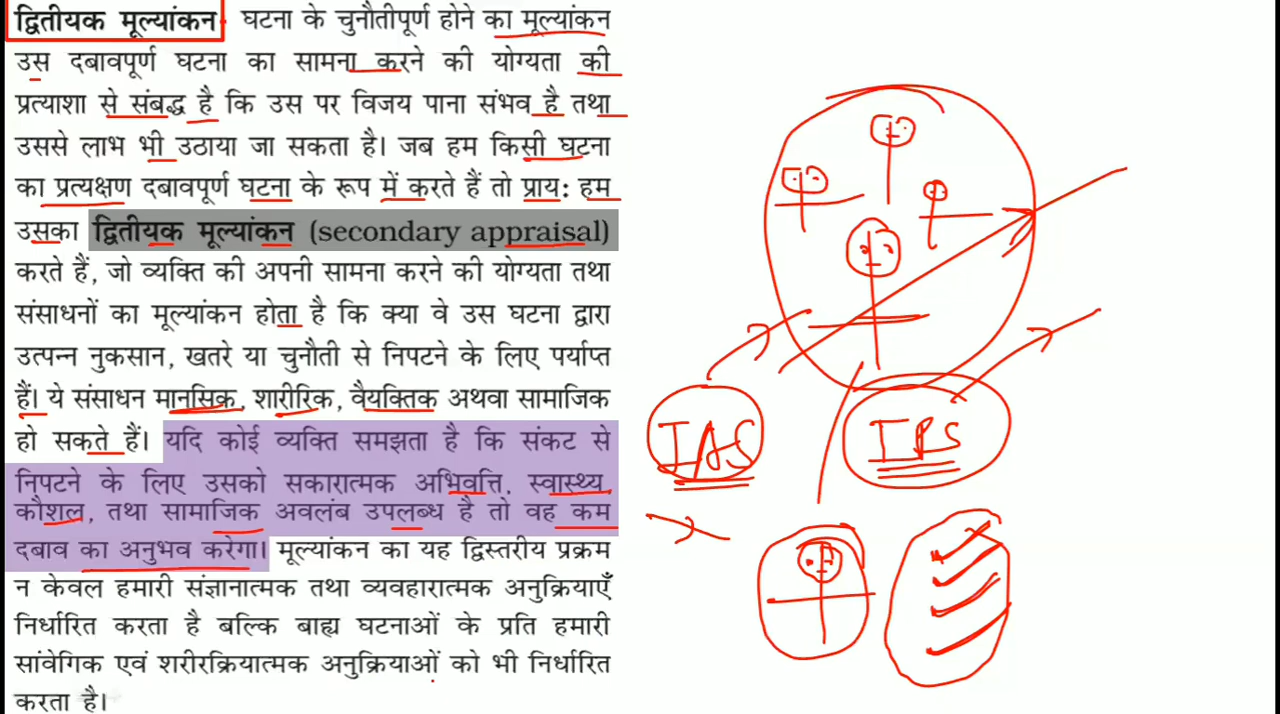 द्वितीयक मूल्यांकन घटना के चुनौतीपूर्ण होने का मूल्यांकन
उस दबावपूर्ण घटना का सामना करने की योग्यता की
प्रत्याशा से संबद्ध है कि उस पर विजय पाना संभव है तथा
उससे लाभ भी उठाया जा सकता है। जब हम किसी घटना
का प्रत्यक्षण दबावपूर्ण घटना के रूप में करते हैं तो प्राय: हम
उसका द्वितीयक मूल्यांकन (secondary appraisal)
करते हैं, जो व्यक्ति की अपनी सामना करने की योग्यता तथा
संसाधनों का मूल्यांकन होता है कि क्या वे उस घटना द्वारा
उत्पन्न नुकसान, खतरे या चुनौती से निपटने के लिए पर्याप्त
हैं। ये संसाधन मानसिक, शारीरिक, वैयक्तिक अथवा सामाजिक
हो सकते हैं। यदि कोई व्यक्ति समझता है कि संकट से
निपटने के लिए उसको सकारात्मक अभिवृत्ति, स्वास्थ्य,
कौशल, तथा सामाजिक अवलंब उपलब्ध है तो वह कम
दबाव का अनुभव करेगा। मूल्यांकन का यह द्विस्तरीय प्रक्रम
न केवल हमारी संज्ञानात्मक तथा व्यवहारात्मक अनुक्रियाएँ
निर्धारित करता है बल्कि बाह्य घटनाओं के प्रति हमारी
सांवेगिक एवं शरीरक्रियात्मक अनुक्रियाओं को भी निर्धारित
करता है।
IAS
IPS